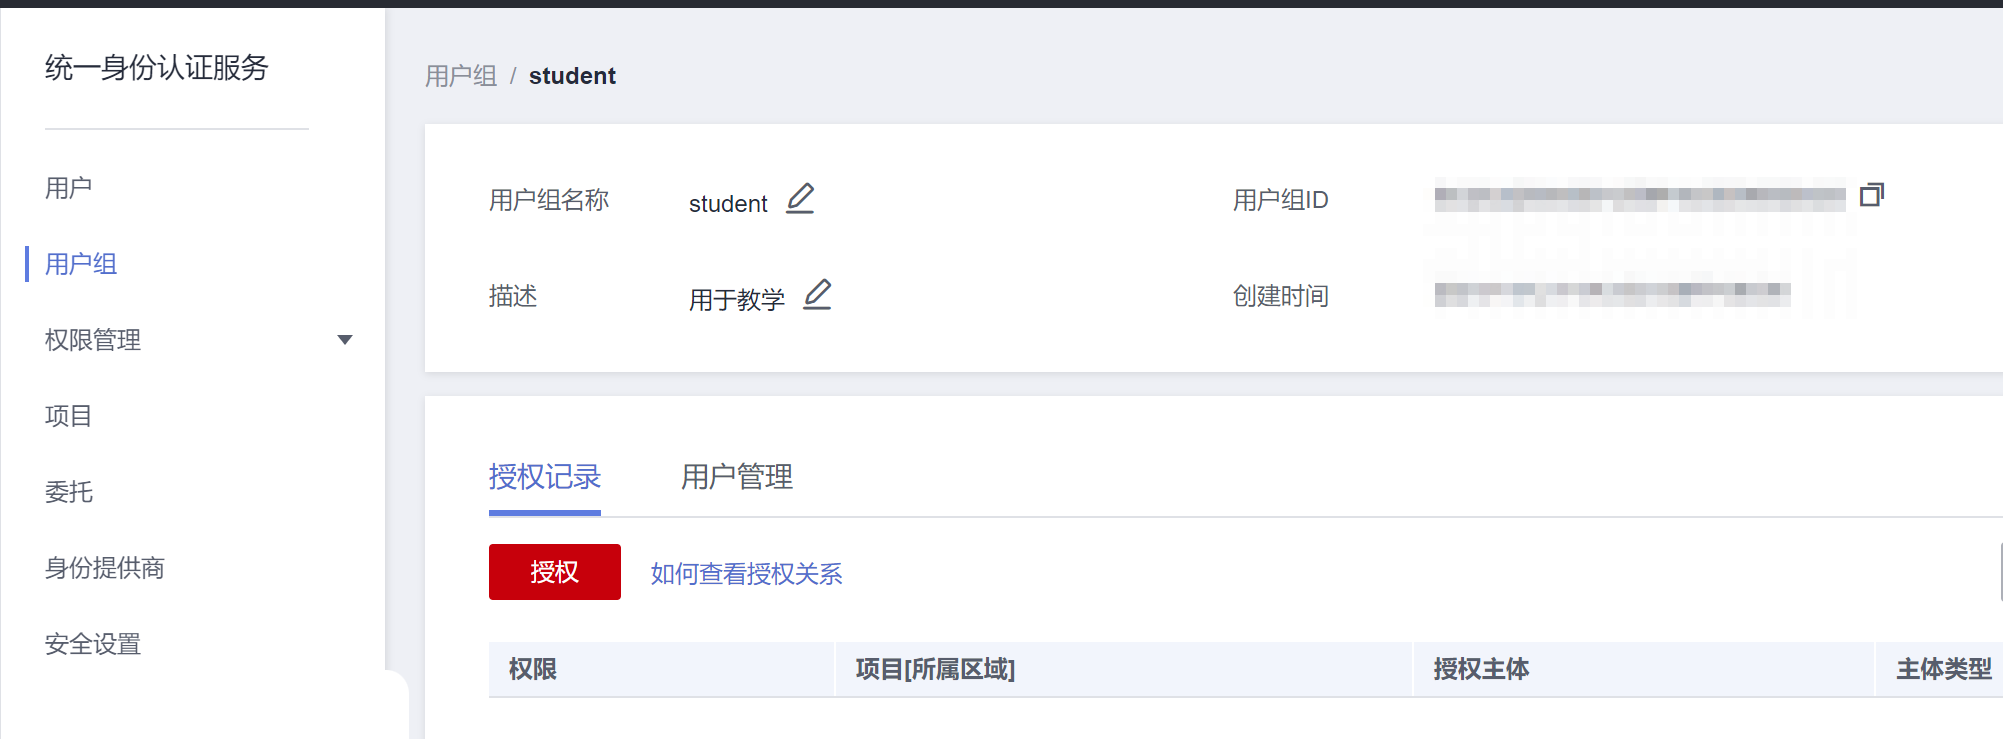 统一身份认证服务
用户
用户组
权限管理
项目
委托
身份提供商
安全设置
用户组 / student
用户组名称 student 用户组ID
描述 用于教学 创建时间
授权记录 用户管理
授权 如何查看授权关系
权限 项目[所属区域] 授权主体 主体类型